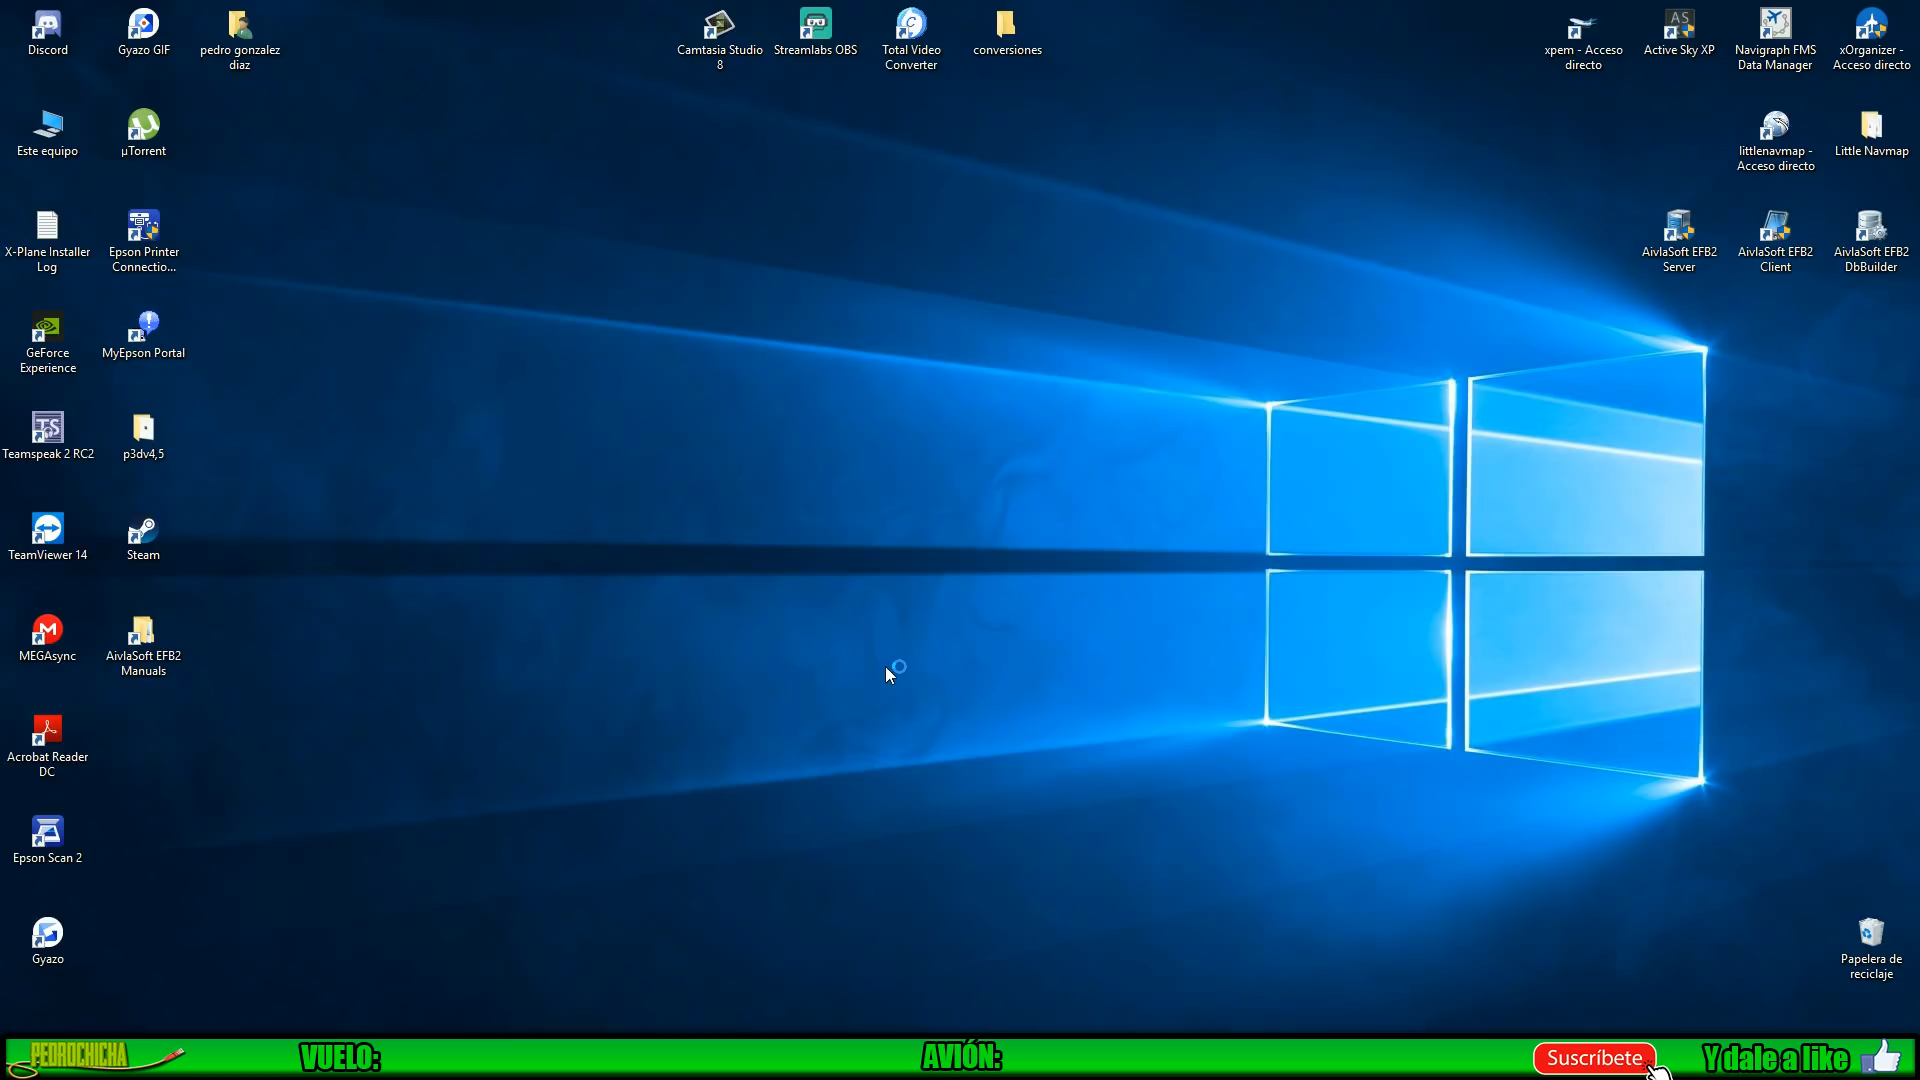 Discord
Gyazo GIF
pedro gonzalez
diaz
Camtasia Studio
8
Streamlabs OBS
Total Video
Converter
conversiones
xpem - Acceso
directo
Active Sky XP
Navigraph FMS
Data Manager
xOrganizer -
Acceso directo
Este equipo
µTorrent
littlenavmap -
Acceso directo
Little Navmap
X-Plane Installer
Log
Epson Printer
Connectio...
AivlaSoft EFB2
Server
AivlaSoft EFB2
Client
AivlaSoft EFB2
DbBuilder
GeForce
Experience
MyEpson Portal
Teamspeak 2 RC2
p3dv4,5
TeamViewer 14
Steam
MEGAsync
AivlaSoft EFB2
Manuals
Acrobat Reader
DC
Epson Scan 2
Gyazo
Papelera de
reciclaje
PEDROCHICHA
VUELO:
AVIÓN:
Suscríbete
Y dale a like